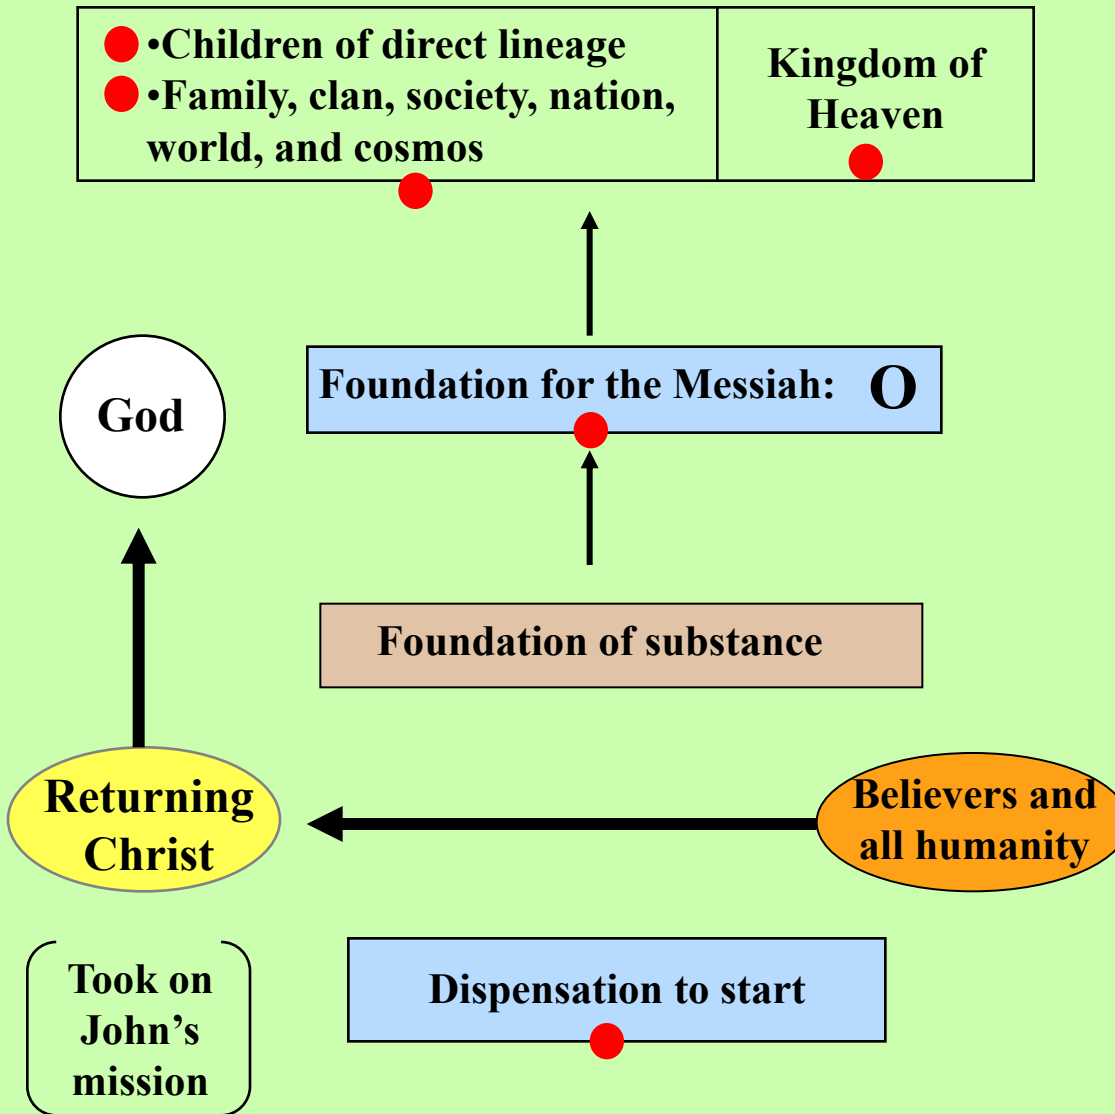 •Children of direct lineage
•Family, clan, society, nation,
world, and cosmos
Kingdom of
Heaven
God
Foundation for the Messiah: O
Foundation of substance
Returning
Christ
Believers and
all humanity
Took on
John’s
mission
Dispensation to start